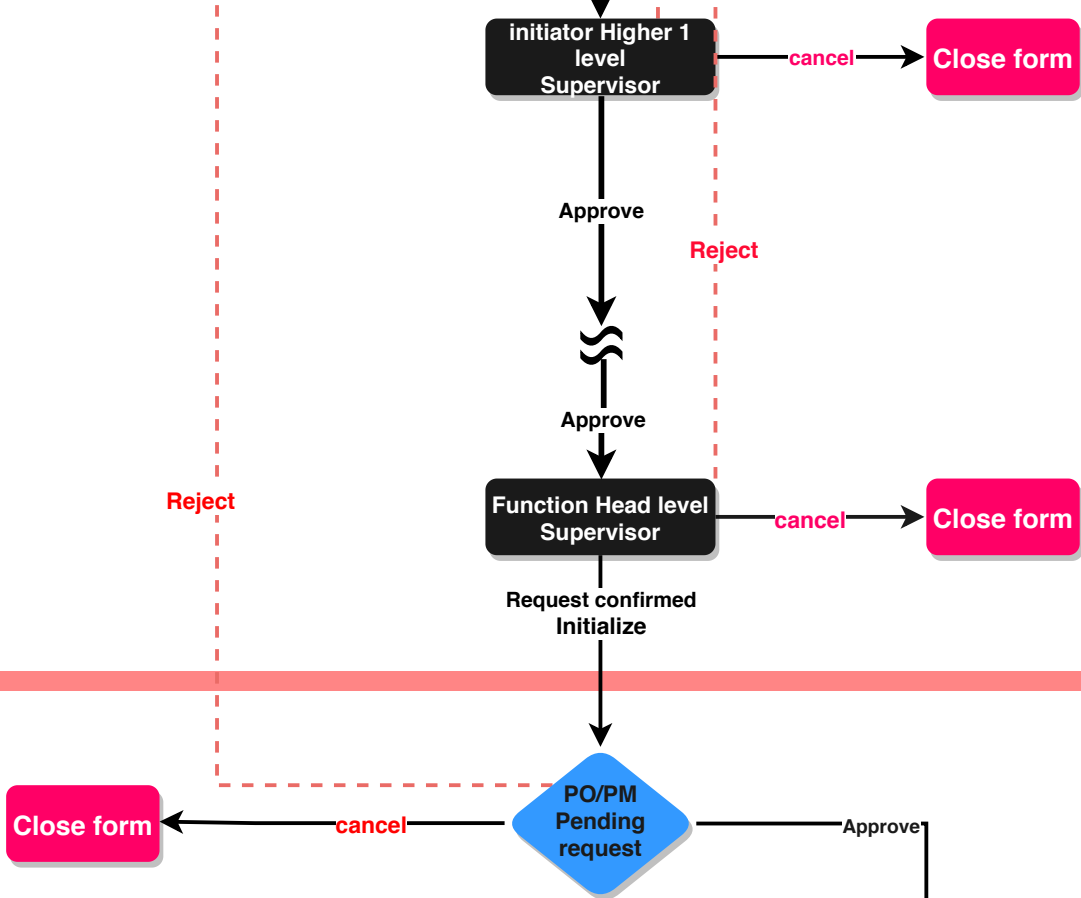 initiator Higher 1
level
Supervisor
cancel
Close form
Approve
Reject
Approve
Reject
Function Head level
Supervisor
cancel
Close form
Request confirmed
Initialize
PO/PM
Pending
request
Close form
cancel
Approve